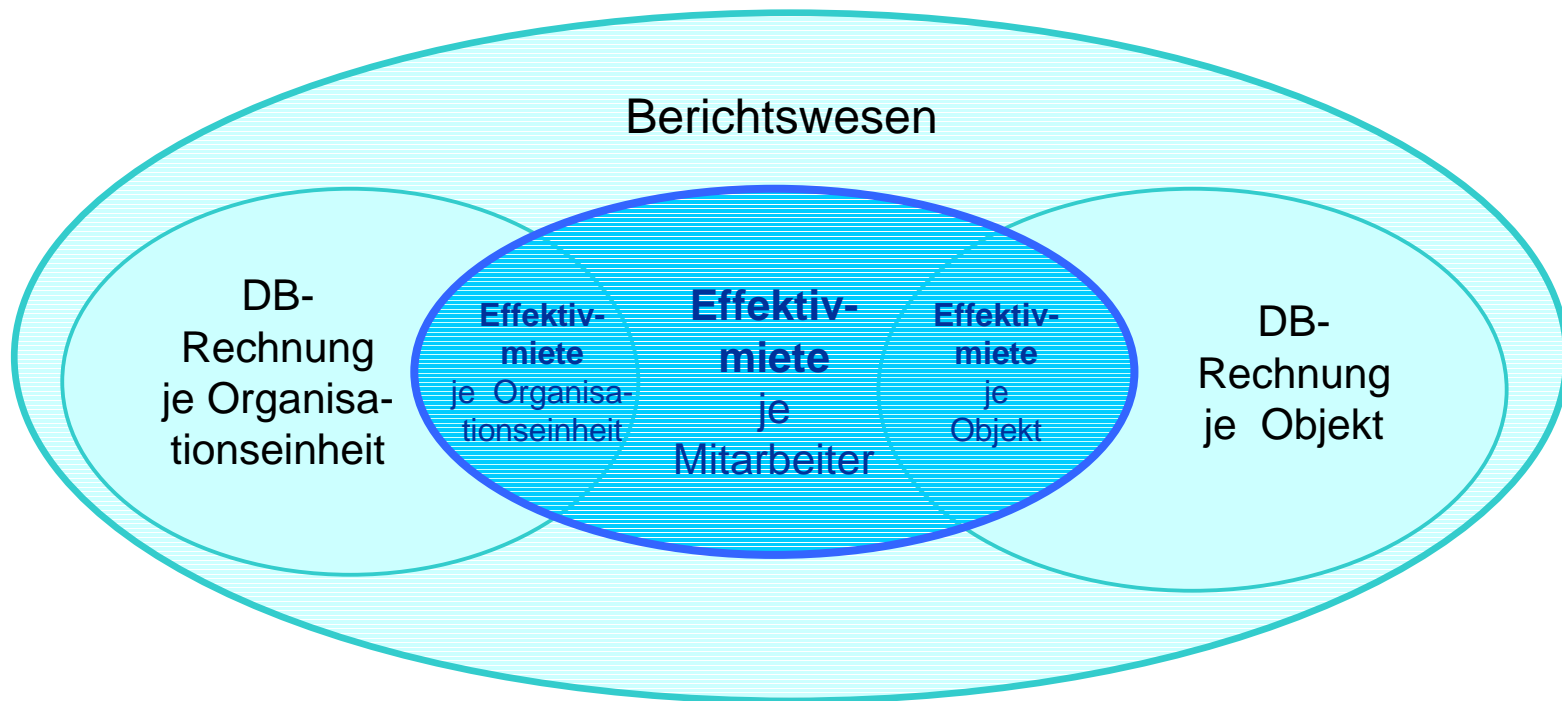 Berichtswesen
DB-
Rechnung
je Organisa-
tionseinheit
Effektiv-
miete
je Organisa-
tionseinheit
Effektiv-
miete
je
Mitarbeiter
Effektiv-
miete
je
Objekt
DB-
Rechnung
je Objekt